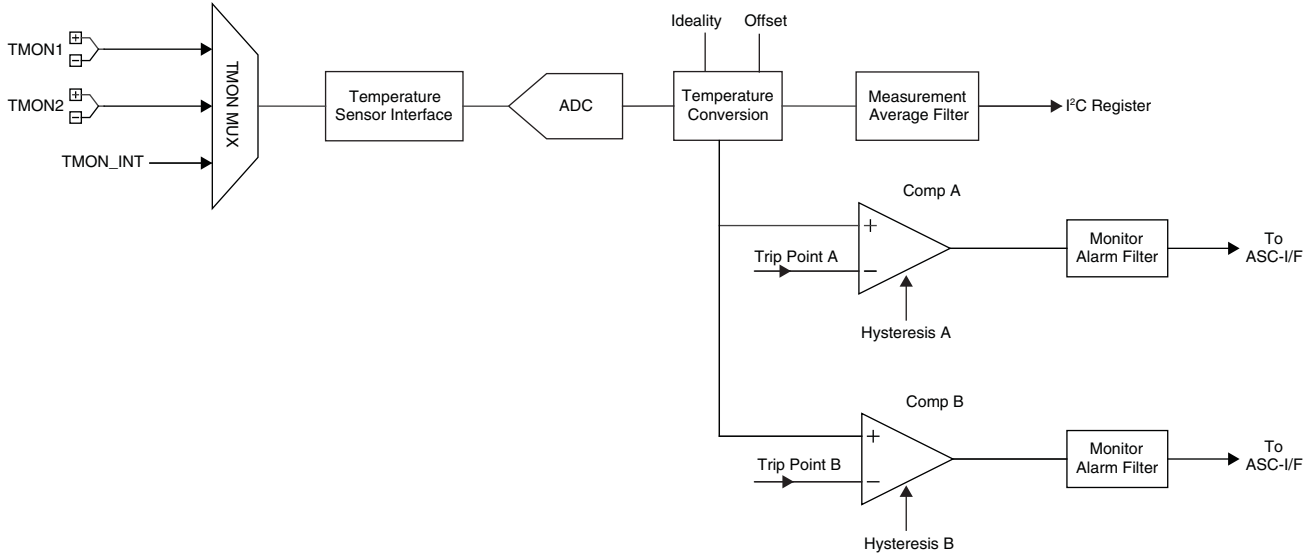 Ideality
Offset
TMON1
+
−
TMON2
+
−
TMON_INT
TMON MUX
Temperature
Sensor Interface
ADC
Temperature
Conversion
Measurement
Average Filter
I²C Register
Comp A
+
Trip Point A
−
Hysteresis A
Monitor
Alarm Filter
To
ASC-I/F
Comp B
+
Trip Point B
−
Hysteresis B
Monitor
Alarm Filter
To
ASC-I/F